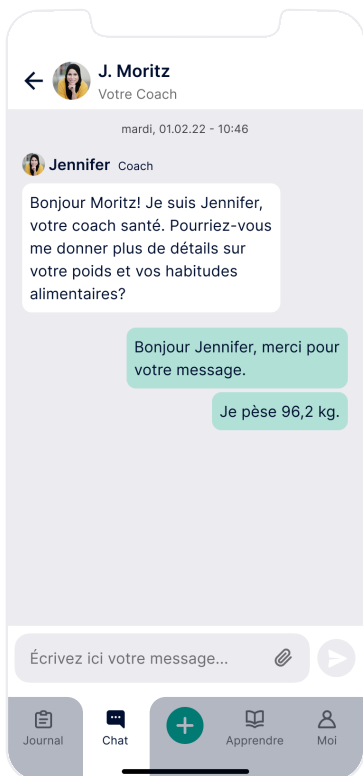 J. Moritz
Votre Coach
mardi, 01.02.22 - 10:46
Jennifer Coach
Bonjour Moritz! Je suis Jennifer,
votre coach santé. Pourriez-vous
me donner plus de détails sur
votre poids et vos habitudes
alimentaires?
Bonjour Jennifer, merci pour
votre message.
Je pèse 96,2 kg.
Écrivez ici votre message...
Journal Chat Apprendre Moi